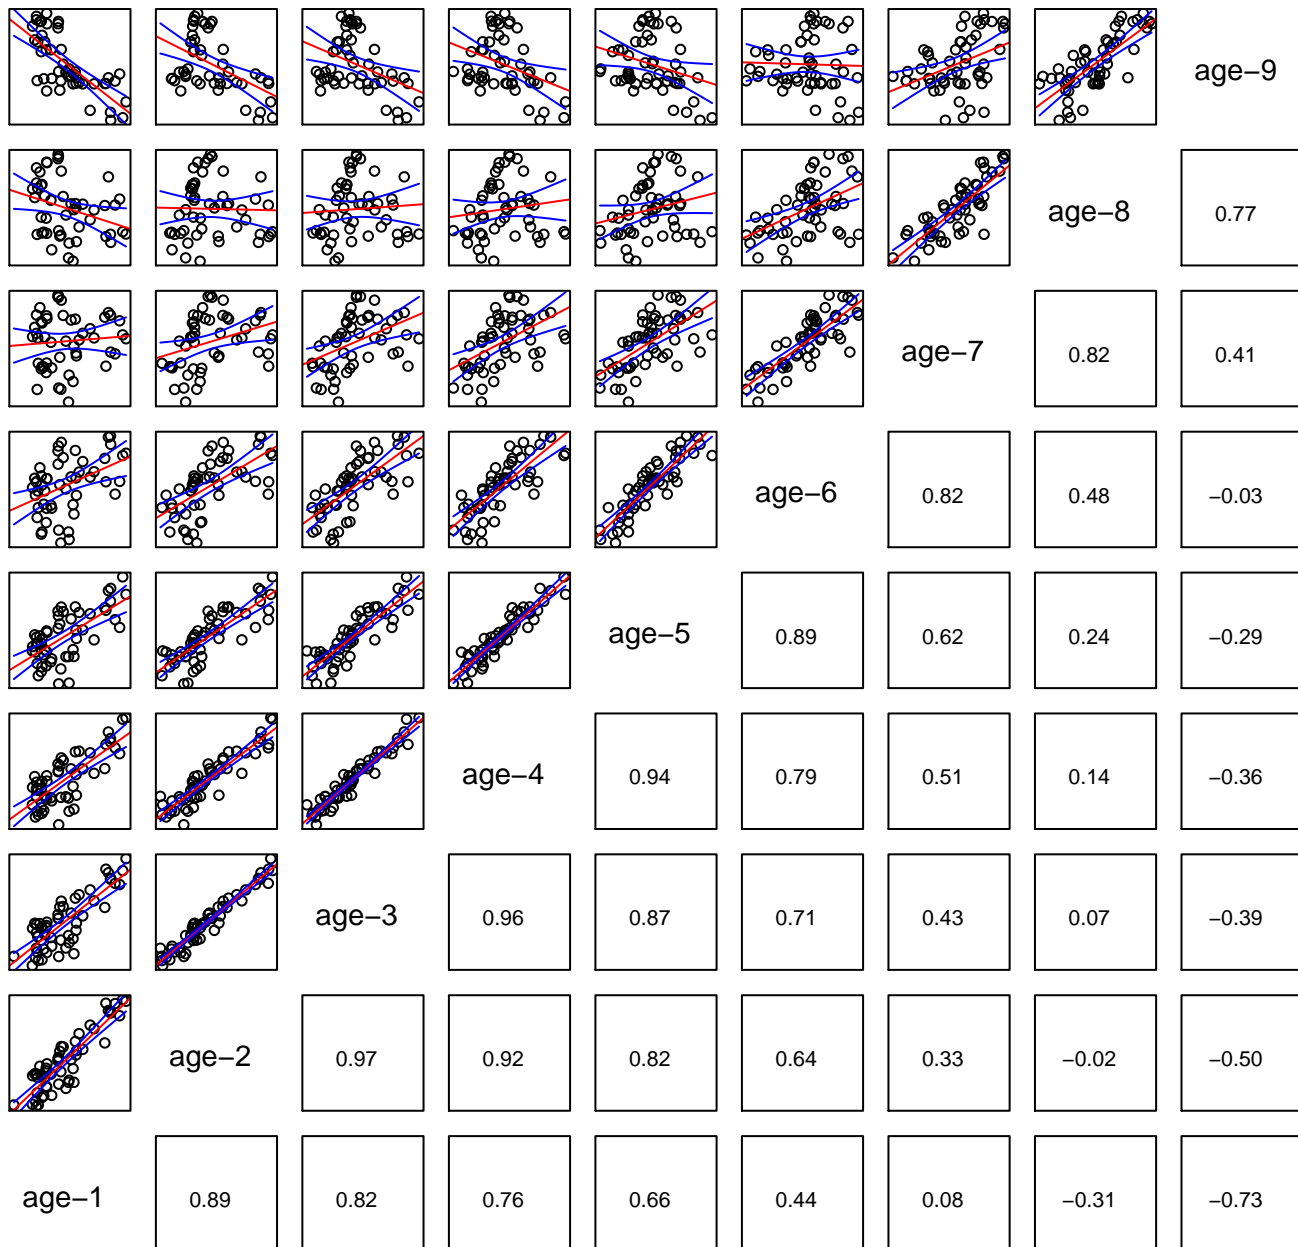 age−9
age−8 0.77
age−7 0.82 0.41
age−6 0.82 0.48 −0.03
age−5 0.89 0.62 0.24 −0.29
age−4 0.94 0.79 0.51 0.14 −0.36
age−3 0.96 0.87 0.71 0.43 0.07 −0.39
age−2 0.97 0.92 0.82 0.64 0.33 −0.02 −0.50
age−1 0.89 0.82 0.76 0.66 0.44 0.08 −0.31 −0.73